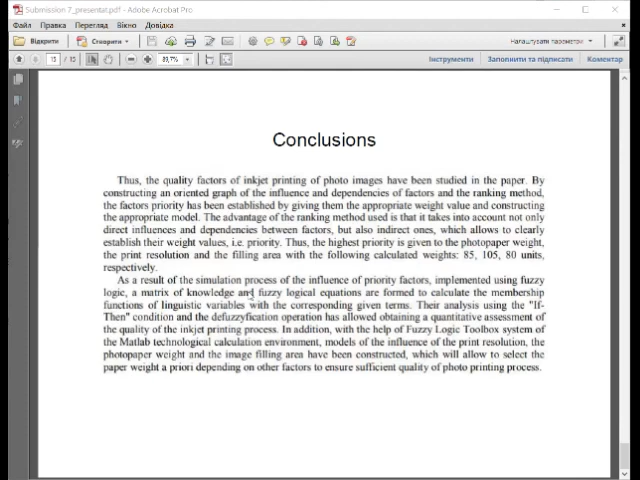 Submission 7_presentat.pdf - Adobe Acrobat Pro
Файл Правка Перегляд Вікно Довідка
Відкрити Створити Налаштувати параметри
15 / 15 89,7% Інструменти Заповнити та підписати Коментар
Conclusions
Thus, the quality factors of inkjet printing of photo images have been studied in the paper. By
constructing an oriented graph of the influence and dependencies of factors and the ranking method,
the factors priority has been established by giving them the appropriate weight value and constructing
the appropriate model. The advantage of the ranking method used is that it takes into account not only
direct influences and dependencies between factors, but also indirect ones, which allows to clearly
establish their weight values, i.e. priority. Thus, the highest priority is given to the photopaper weight,
the print resolution and the filling area with the following calculated weights: 85, 105, 80 units,
respectively.
As a result of the simulation process of the influence of priority factors, implemented using fuzzy
logic, a matrix of knowledge and fuzzy logical equations are formed to calculate the membership
functions of linguistic variables with the corresponding given terms. Their analysis using the "If-
Then" condition and the defuzzyfication operation has allowed obtaining a quantitative assessment of
the quality of the inkjet printing process. In addition, with the help of Fuzzy Logic Toolbox system of
the Matlab technological calculation environment, models of the influence of the print resolution, the
photopaper weight and the image filling area have been constructed, which will allow to select the
paper weight a priori depending on other factors to ensure sufficient quality of photo printing process.